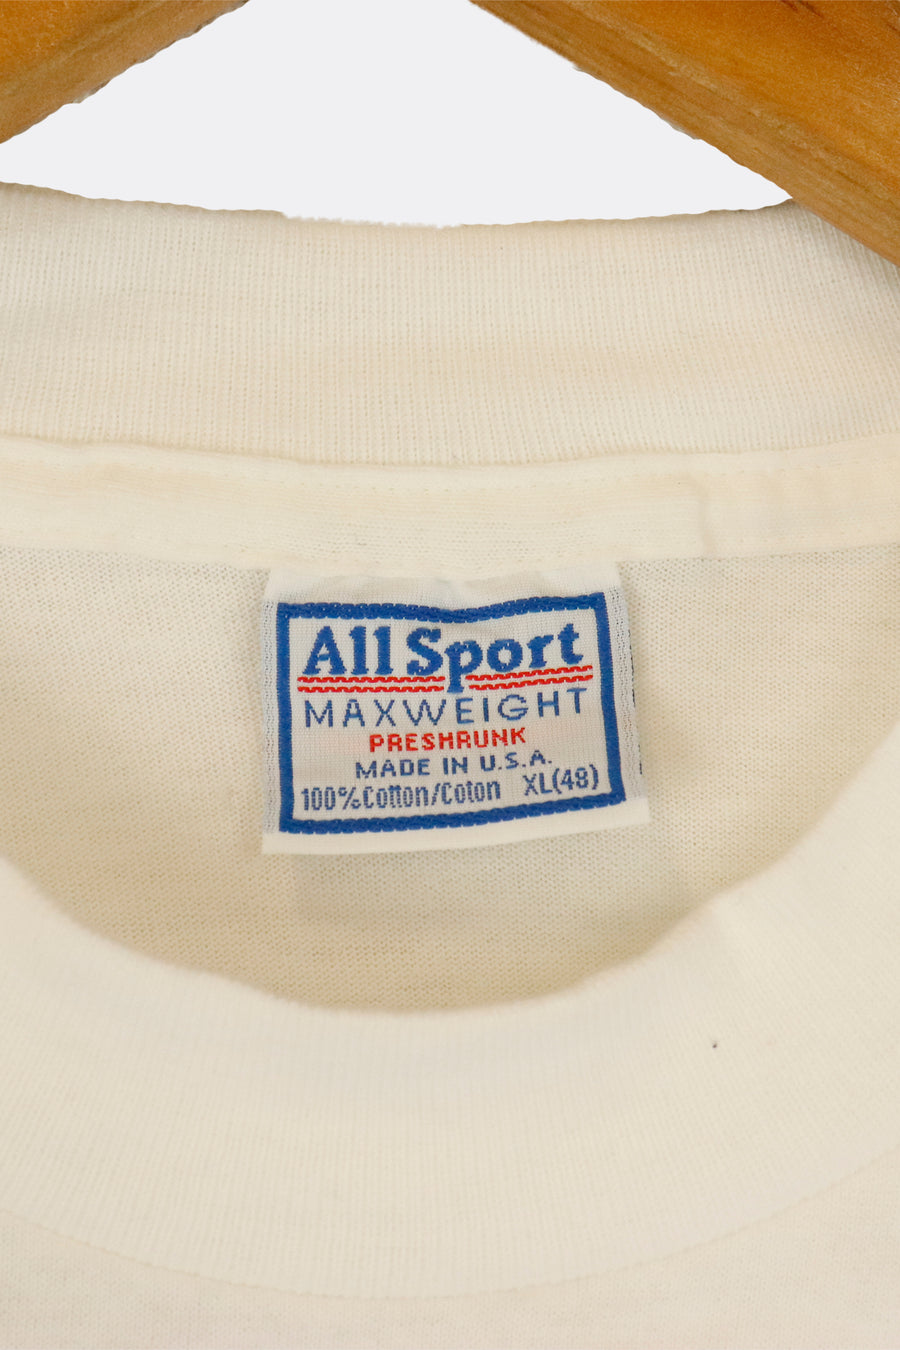 All Sport
MAXWEIGHT
PRESHRUNK
MADE IN U.S.A.
100% Cotton/Coton XL(48)